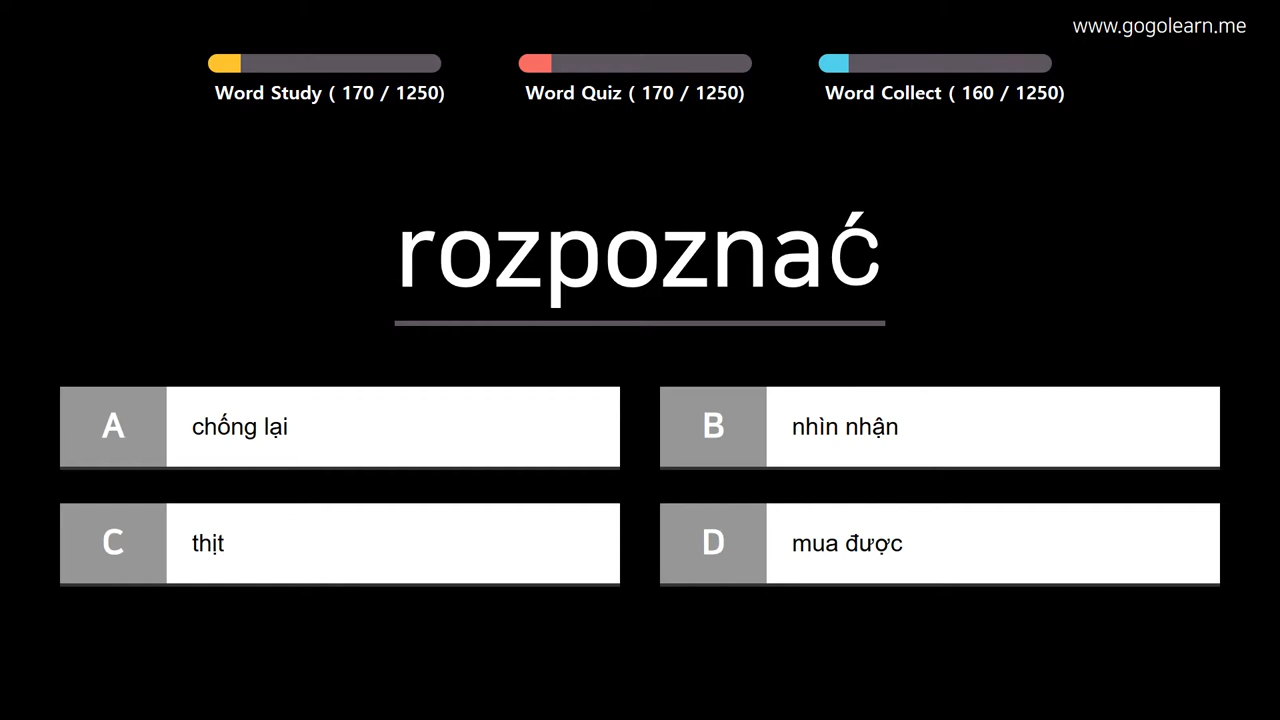 www.gogolearn.me
Word Study ( 170 / 1250)
Word Quiz ( 170 / 1250)
Word Collect ( 160 / 1250)
rozpoznać
A chống lại
B nhìn nhận
C thịt
D mua được